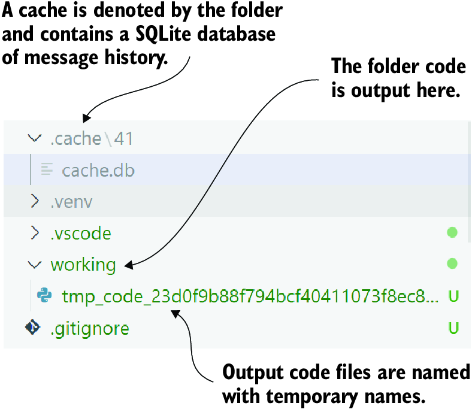 A cache is denoted by the folder
and contains a SQLite database
of message history.
The folder code
is output here.
.cache\41
cache.db
.venv
.vscode
working
tmp_code_23d0f9b88f794bcf40411073f8ec8... U
.gitignore U
Output code files are named
with temporary names.